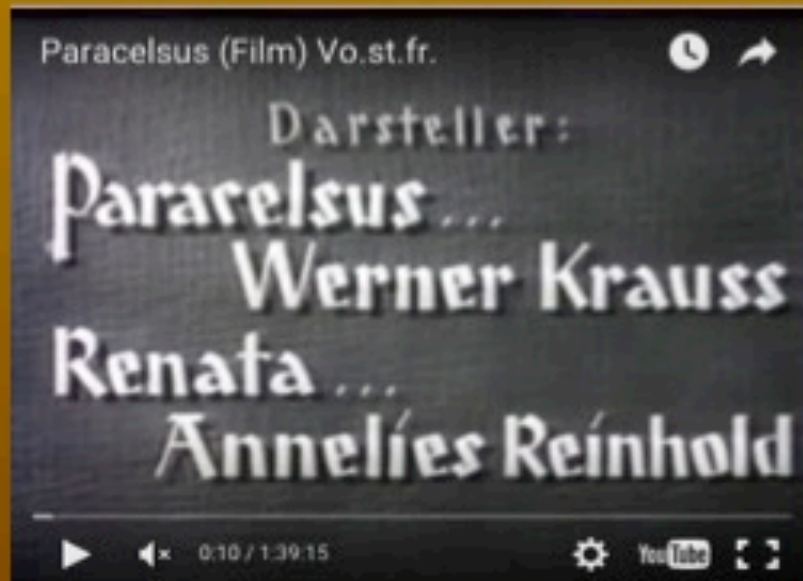 Paracelsus (Film) Vo.st.fr.
Darsteller:
Paracelsus...
Werner Krauss
Renata...
Annelies Reinhold
0:10 / 1:39:15
YouTube